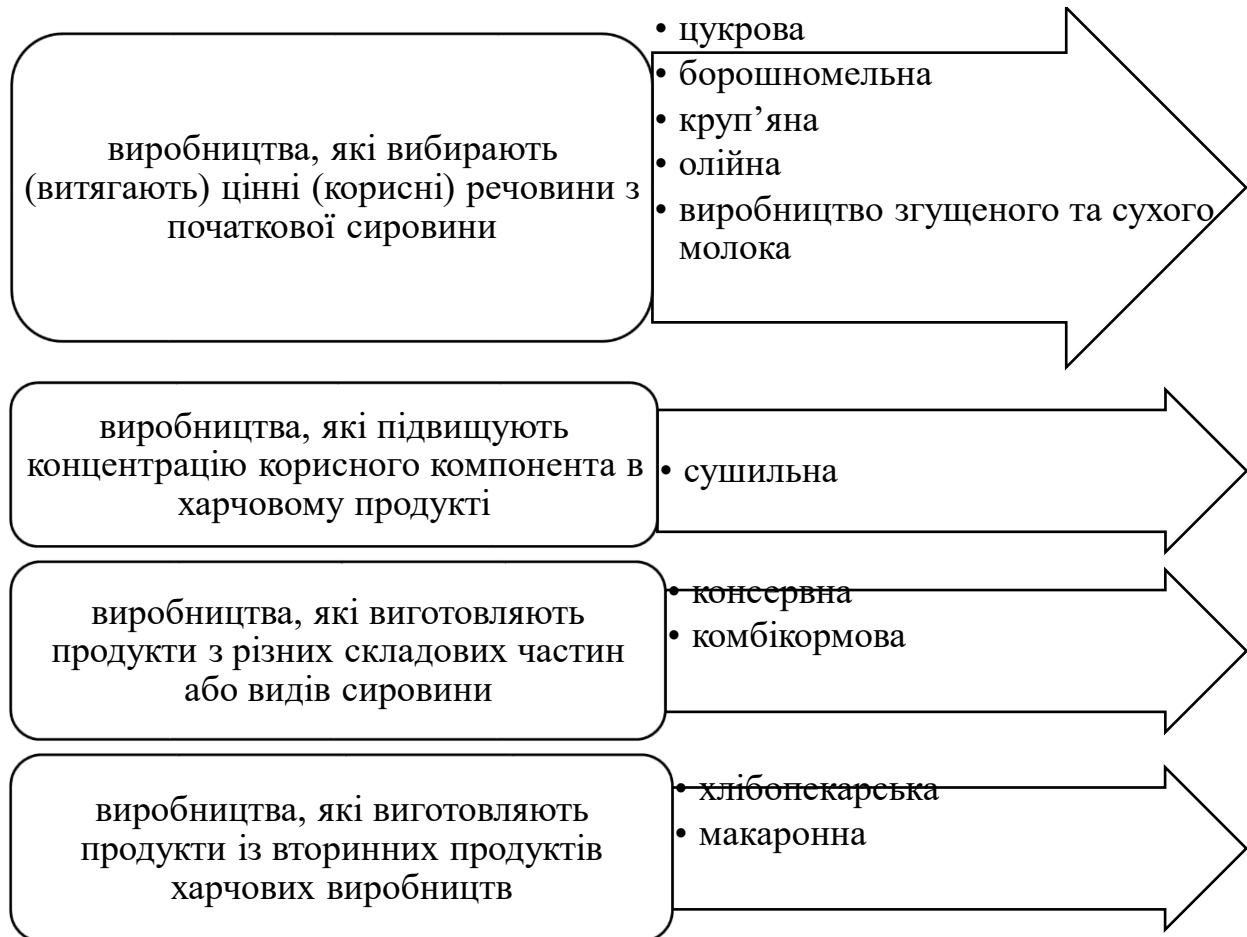 виробництва, які вибирають
(витягають) цінні (корисні) речовини з
початкової сировини
• цукрова
• борошномельна
• круп’яна
• олійна
• виробництво згущеного та сухого
молока
виробництва, які підвищують
концентрацію корисного компонента в
харчовому продукті
• сушильна
виробництва, які виготовляють
продукти з різних складових частин
або видів сировини
• консервна
• комбікормова
виробництва, які виготовляють
продукти із вторинних продуктів
харчових виробництв
• хлібопекарська
• макаронна